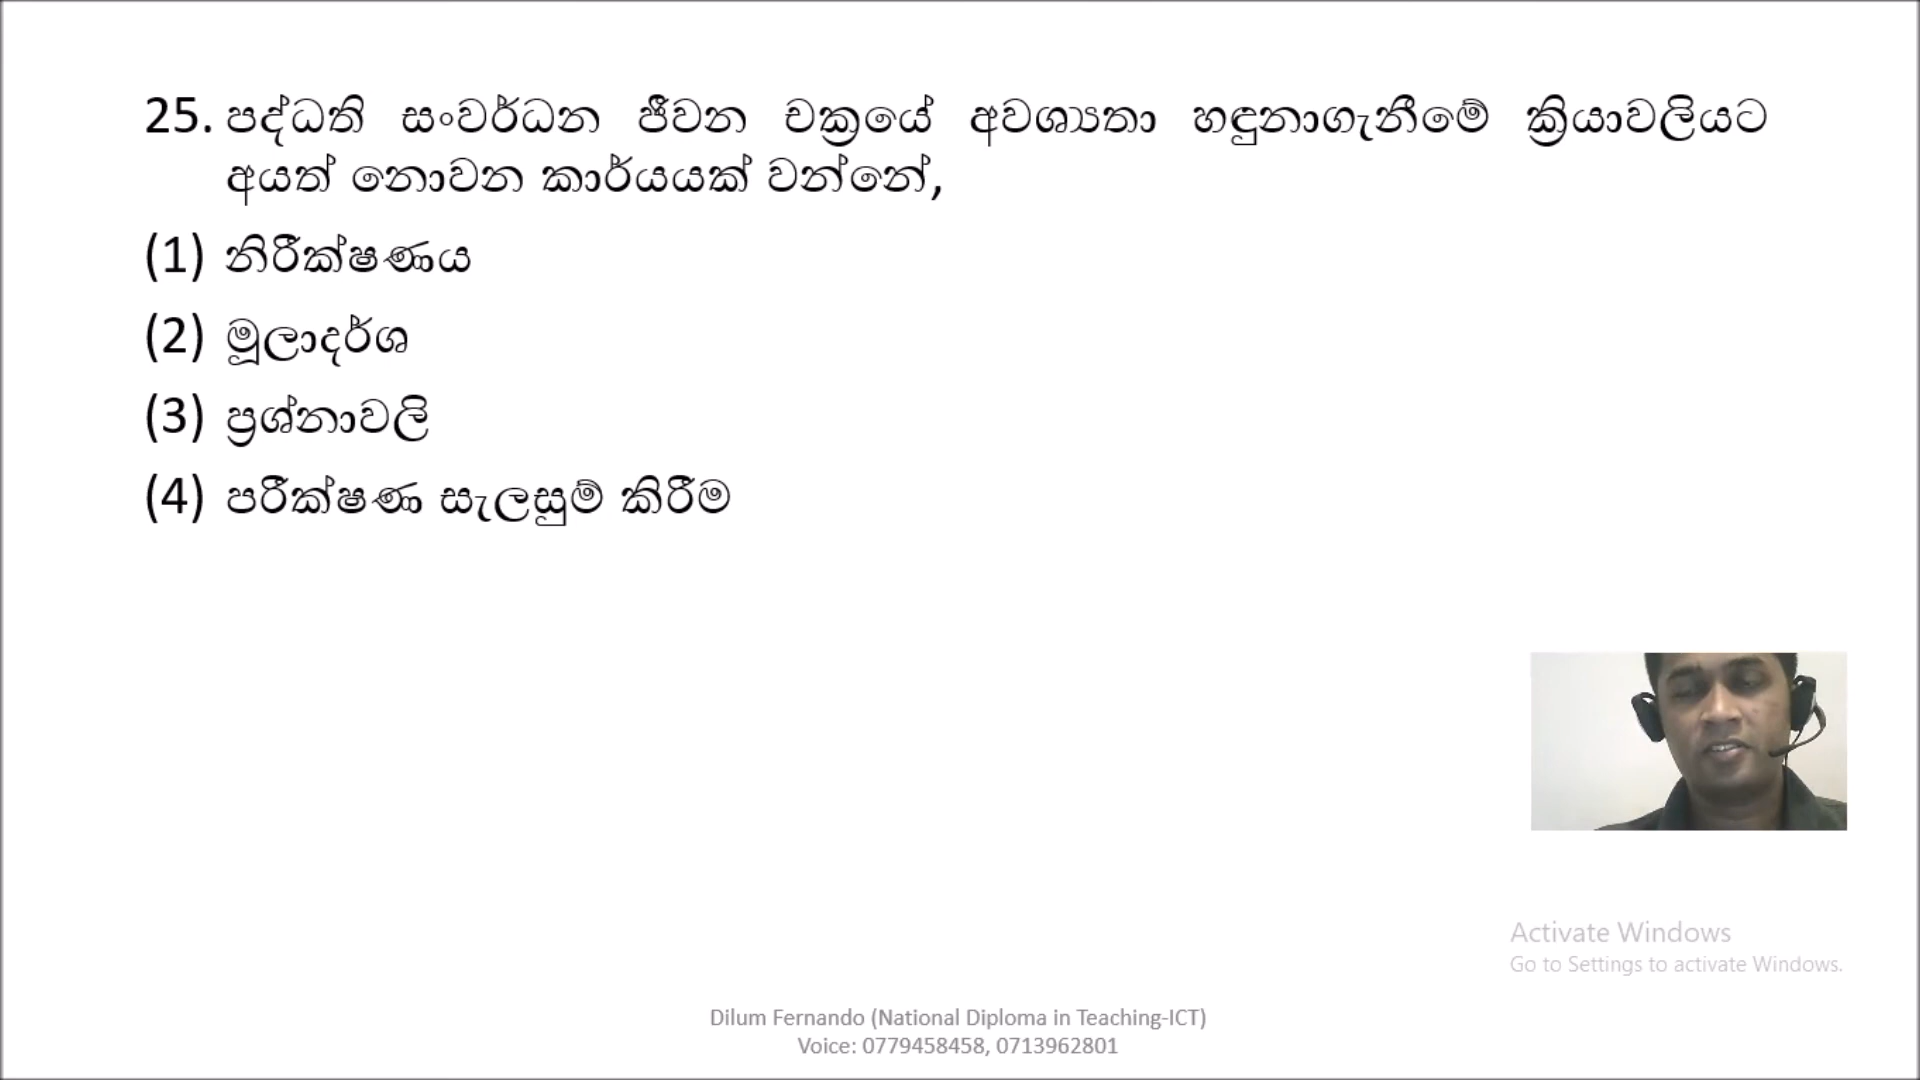 25. පද්ධති සංවර්ධන ජීවන චක්‍රයේ අවශ්‍යතා හඳුනාගැනීමේ ක්‍රියාවලියට
අයත් නොවන කාර්යයක් වන්නේ,
(1) නිරීක්ෂණය
(2) මූලාදර්ශ
(3) ප්‍රශ්නාවලි
(4) පරීක්ෂණ සැලසුම් කිරීම
Activate Windows
Go to Settings to activate Windows.
Dilum Fernando (National Diploma in Teaching-ICT)
Voice: 0779458458, 0713962801